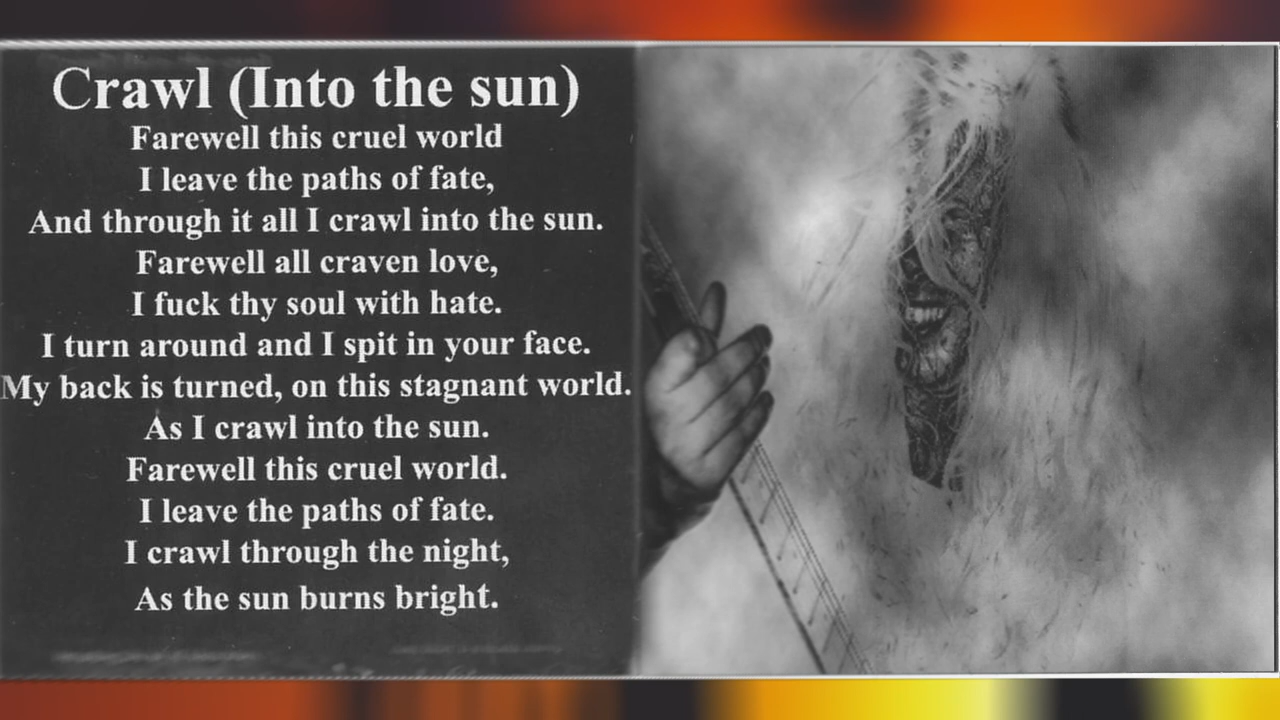 Crawl (Into the sun)
Farewell this cruel world
I leave the paths of fate,
And through it all I crawl into the sun.
Farewell all craven love,
I fuck thy soul with hate.
I turn around and I spit in your face.
My back is turned, on this stagnant world.
As I crawl into the sun.
Farewell this cruel world.
I leave the paths of fate.
I crawl through the night,
As the sun burns bright.